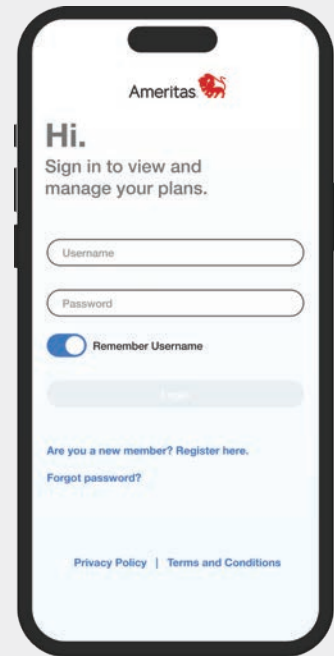 Ameritas
Hi.
Sign in to view and
manage your plans.
Username
Password
Remember Username
Login
Are you a new member? Register here.
Forgot password?
Privacy Policy | Terms and Conditions